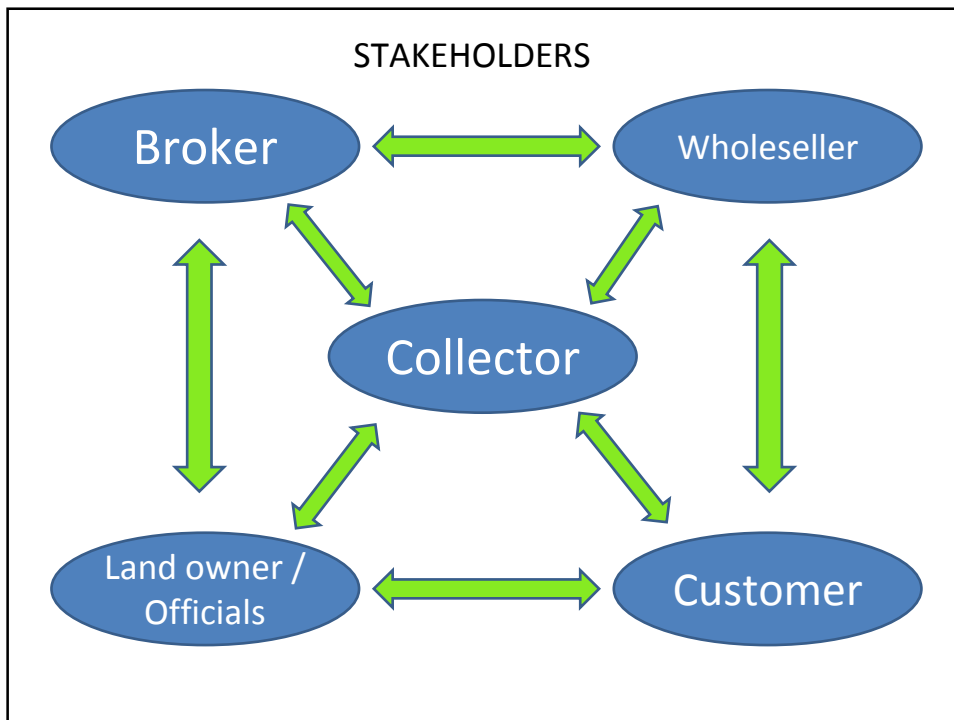 STAKEHOLDERS
Broker
Wholeseller
Collector
Land owner /
Officials
Customer